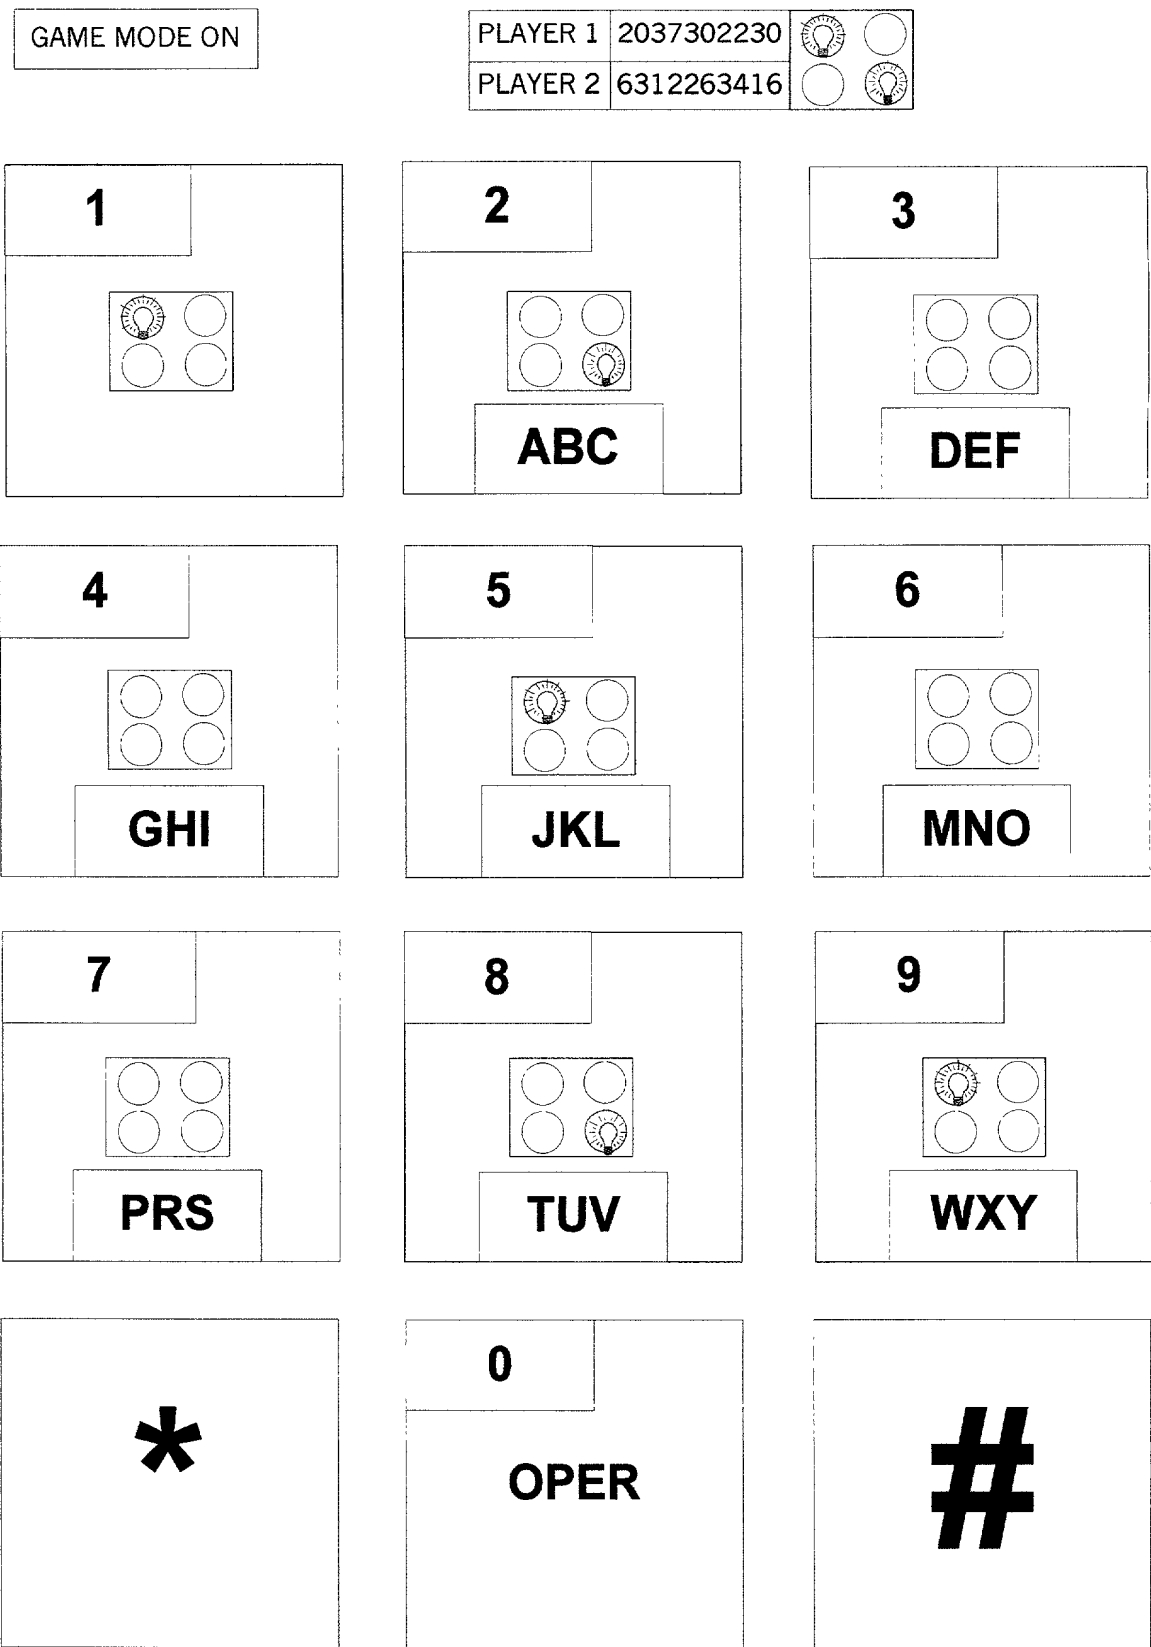 GAME MODE ON
PLAYER 1 2037302230
PLAYER 2 6312263416
1
2
ABC
3
DEF
4
GHI
5
JKL
6
MNO
7
PRS
8
TUV
9
WXY
*
0
OPER
#